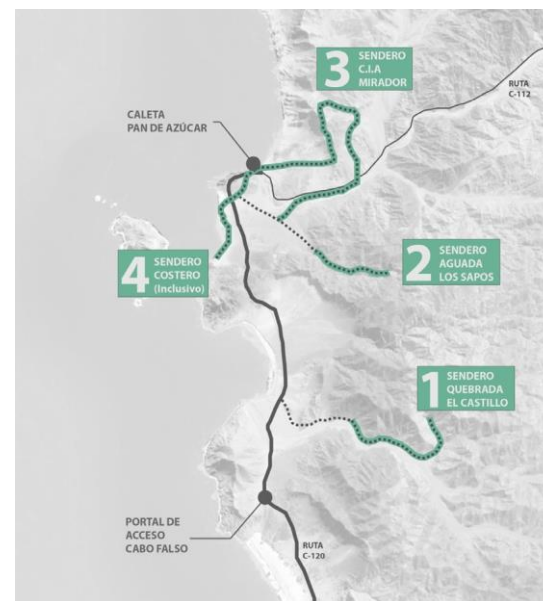 3
SENDERO
C.I.A
MIRADOR
RUTA
C-112
CALETA
PAN DE AZÚCAR
4
SENDERO
COSTERO
(Inclusivo)
2
SENDERO
AGUADA
LOS SAPOS
1
SENDERO
QUEBRADA
EL CASTILLO
PORTAL DE
ACCESO
CABO FALSO
RUTA
C-120